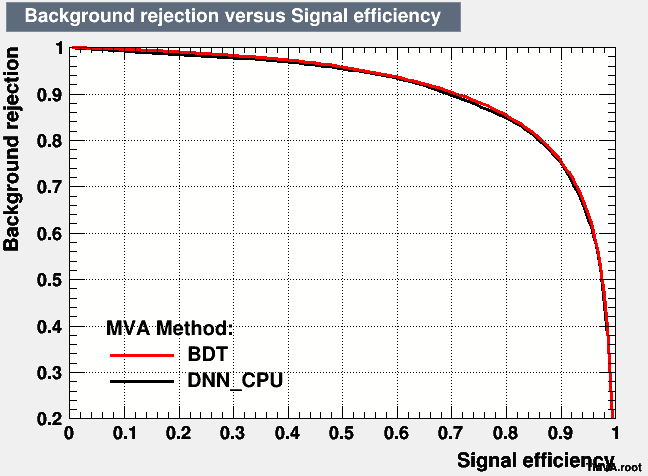 Background rejection versus Signal efficiency
Background rejection
1
0.9
0.8
0.7
0.6
0.5
0.4
0.3
0.2
MVA Method:
BDT
DNN_CPU
0 0.1 0.2 0.3 0.4 0.5 0.6 0.7 0.8 0.9 1
Signal efficiency
TMVA.root